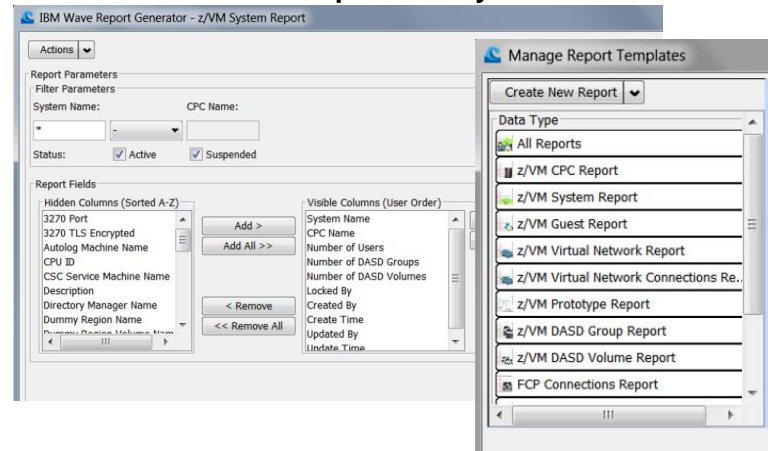 IBM Wave Report Generator - z/VM System Report
Actions
Report Parameters
Filter Parameters
System Name:
CPC Name:
*
-
Status:
Active
Suspended
Report Fields
Hidden Columns (Sorted A-Z)
3270 Port
3270 TLS Encrypted
Autolog Machine Name
CPU ID
CSC Service Machine Name
Description
Directory Manager Name
Dummy Region Name
Dummy Region Volume Nam
Add >
Add All >>
< Remove
<< Remove All
Visible Columns (User Order)
System Name
CPC Name
Number of Users
Number of DASD Groups
Number of DASD Volumes
Locked By
Created By
Create Time
Updated By
Update Time
Manage Report Templates
Create New Report
Data Type
All Reports
z/VM CPC Report
z/VM System Report
z/VM Guest Report
z/VM Virtual Network Report
z/VM Virtual Network Connections Re..
z/VM Prototype Report
z/VM DASD Group Report
z/VM DASD Volume Report
FCP Connections Report